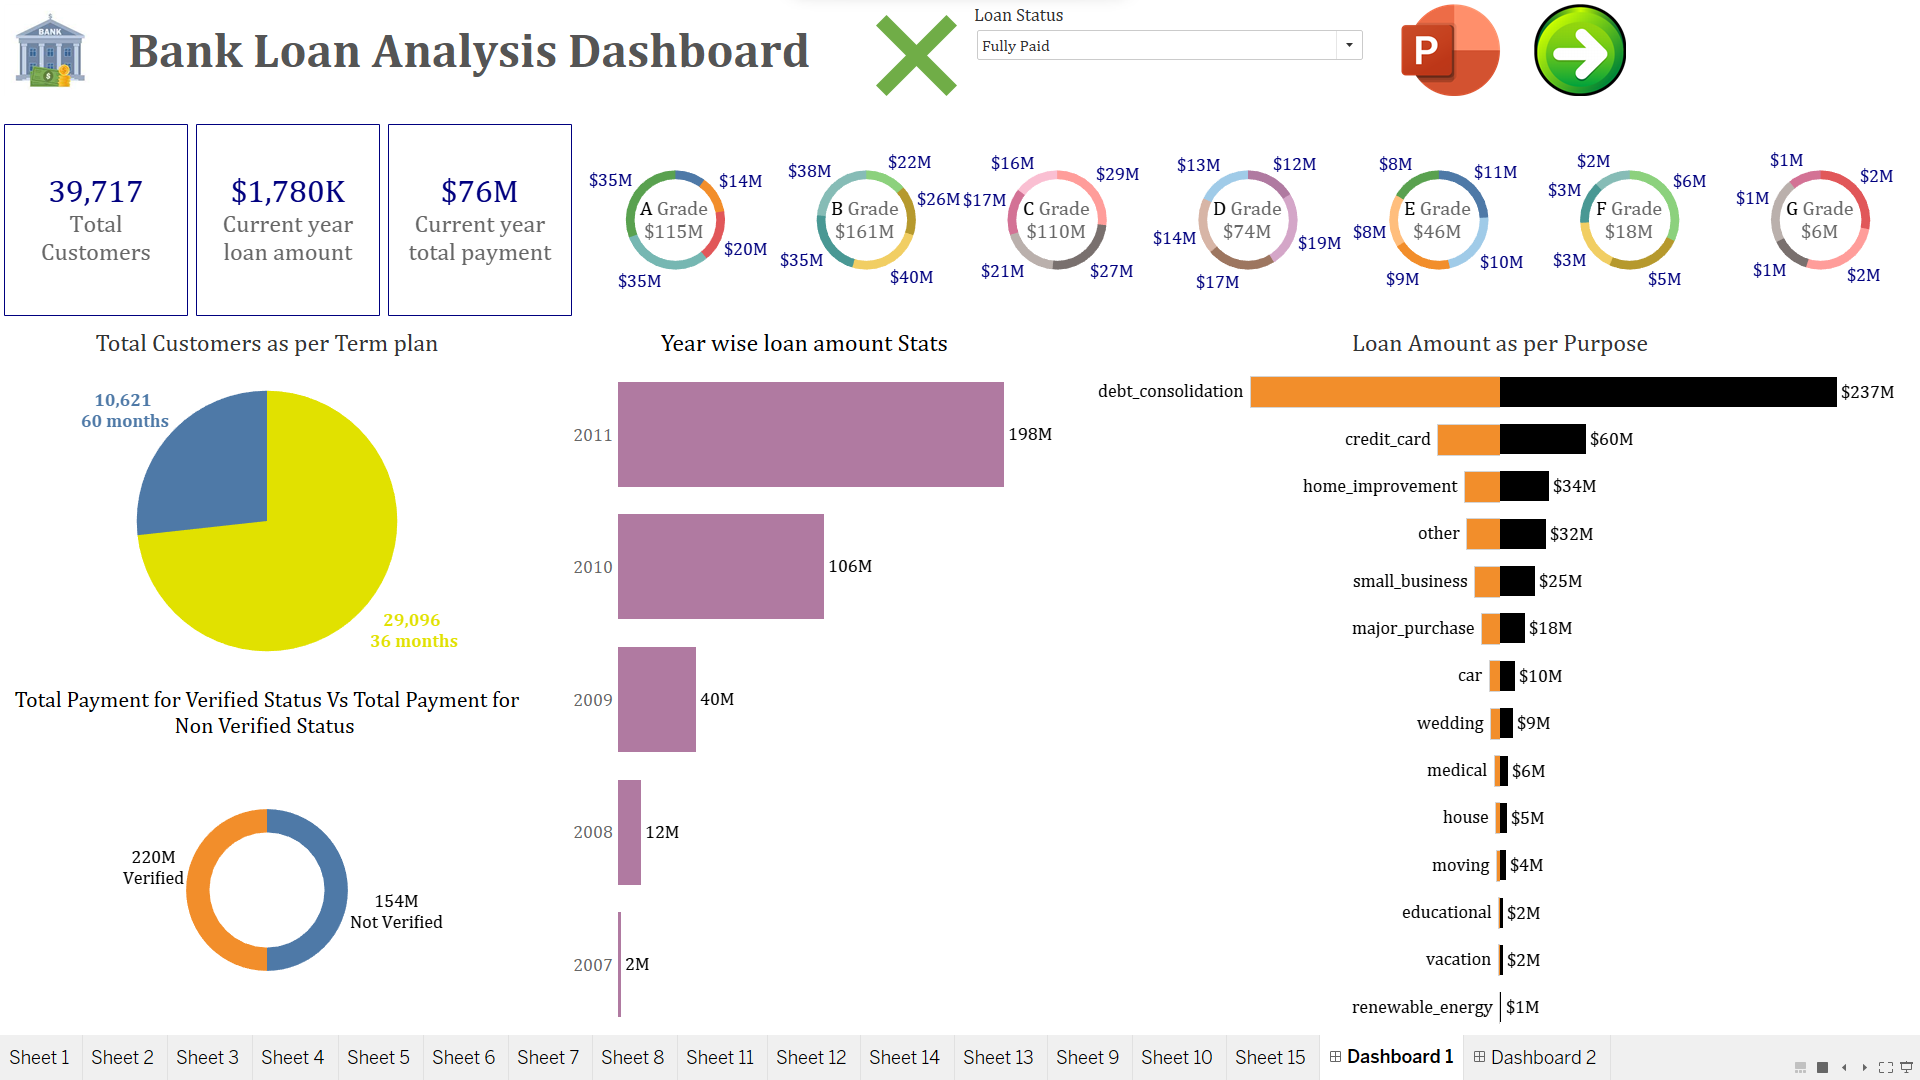 BANK
Bank Loan Analysis Dashboard
Loan Status
Fully Paid
P
39,717
Total
Customers
$1,780K
Current year
loan amount
$76M
Current year
total payment
$35M
$14M
A Grade
$115M
$20M
$35M
$38M
$22M
$26M
B Grade
$161M
$35M
$40M
$16M
$29M
$17M
C Grade
$110M
$21M
$27M
$13M
$12M
D Grade
$74M
$14M
$19M
$17M
$8M
$11M
E Grade
$46M
$8M
$10M
$9M
$2M
$6M
$3M
F Grade
$18M
$3M
$5M
$1M
$2M
$1M
G Grade
$6M
$1M
$2M
Total Customers as per Term plan
10,621
60 months
29,096
36 months
Total Payment for Verified Status Vs Total Payment for
Non Verified Status
220M
Verified
154M
Not Verified
Year wise loan amount Stats
2011 198M
2010 106M
2009 40M
2008 12M
2007 2M
Loan Amount as per Purpose
debt_consolidation $237M
credit_card $60M
home_improvement $34M
other $32M
small_business $25M
major_purchase $18M
car $10M
wedding $9M
medical $6M
house $5M
moving $4M
educational $2M
vacation $2M
renewable_energy $1M
Sheet 1 Sheet 2 Sheet 3 Sheet 4 Sheet 5 Sheet 6 Sheet 7 Sheet 8 Sheet 11 Sheet 12 Sheet 14 Sheet 13 Sheet 9 Sheet 10 Sheet 15 Dashboard 1 Dashboard 2